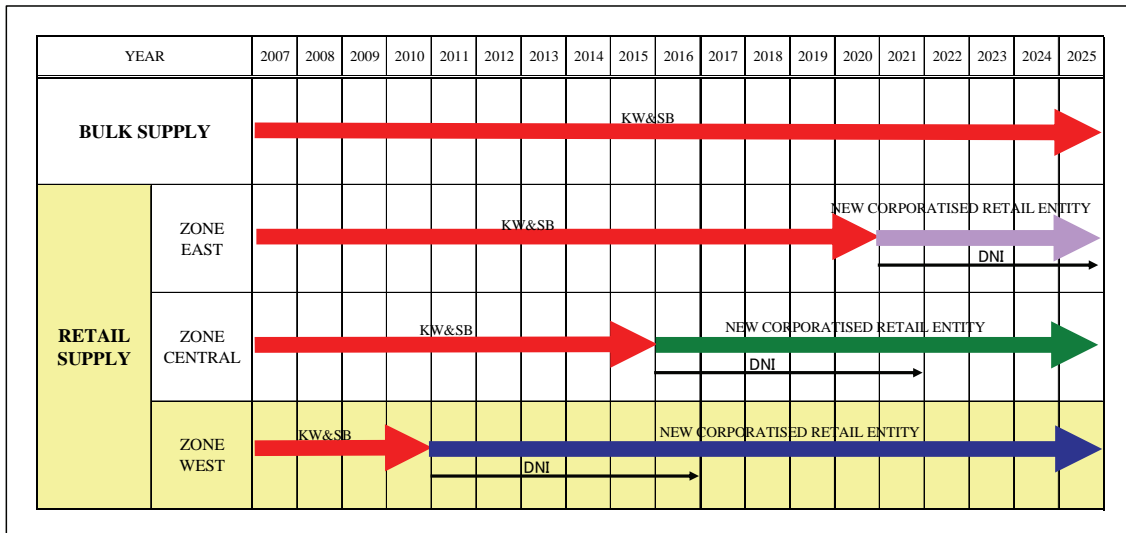 YEAR 2007 2008 2009 2010 2011 2012 2013 2014 2015 2016 2017 2018 2019 2020 2021 2022 2023 2024 2025
BULK SUPPLY
KW&SB
RETAIL
SUPPLY
ZONE
EAST
KW&SB
NEW CORPORATISED RETAIL ENTITY
DNI
ZONE
CENTRAL
KW&SB
NEW CORPORATISED RETAIL ENTITY
DNI
ZONE
WEST
KW&SB
NEW CORPORATISED RETAIL ENTITY
DNI